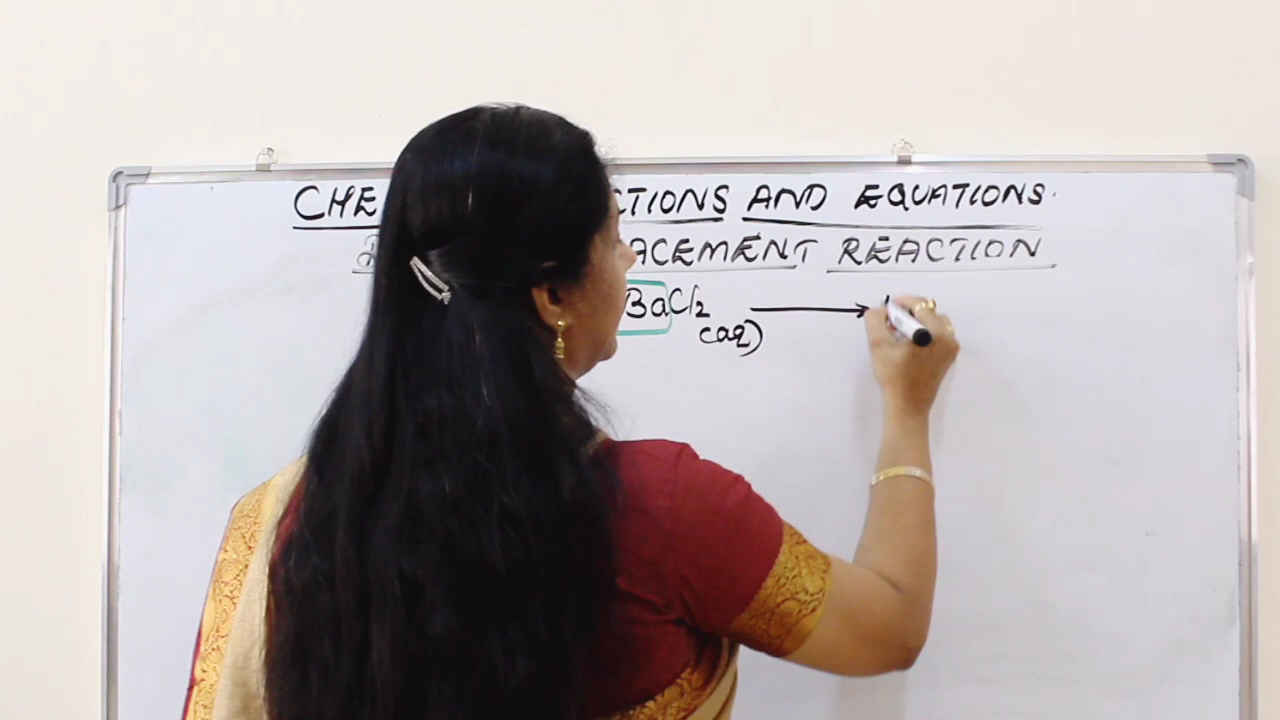 CHE CTIONS AND EQUATIONS.
ACEMENT REACTION
BaCl2
(aq)